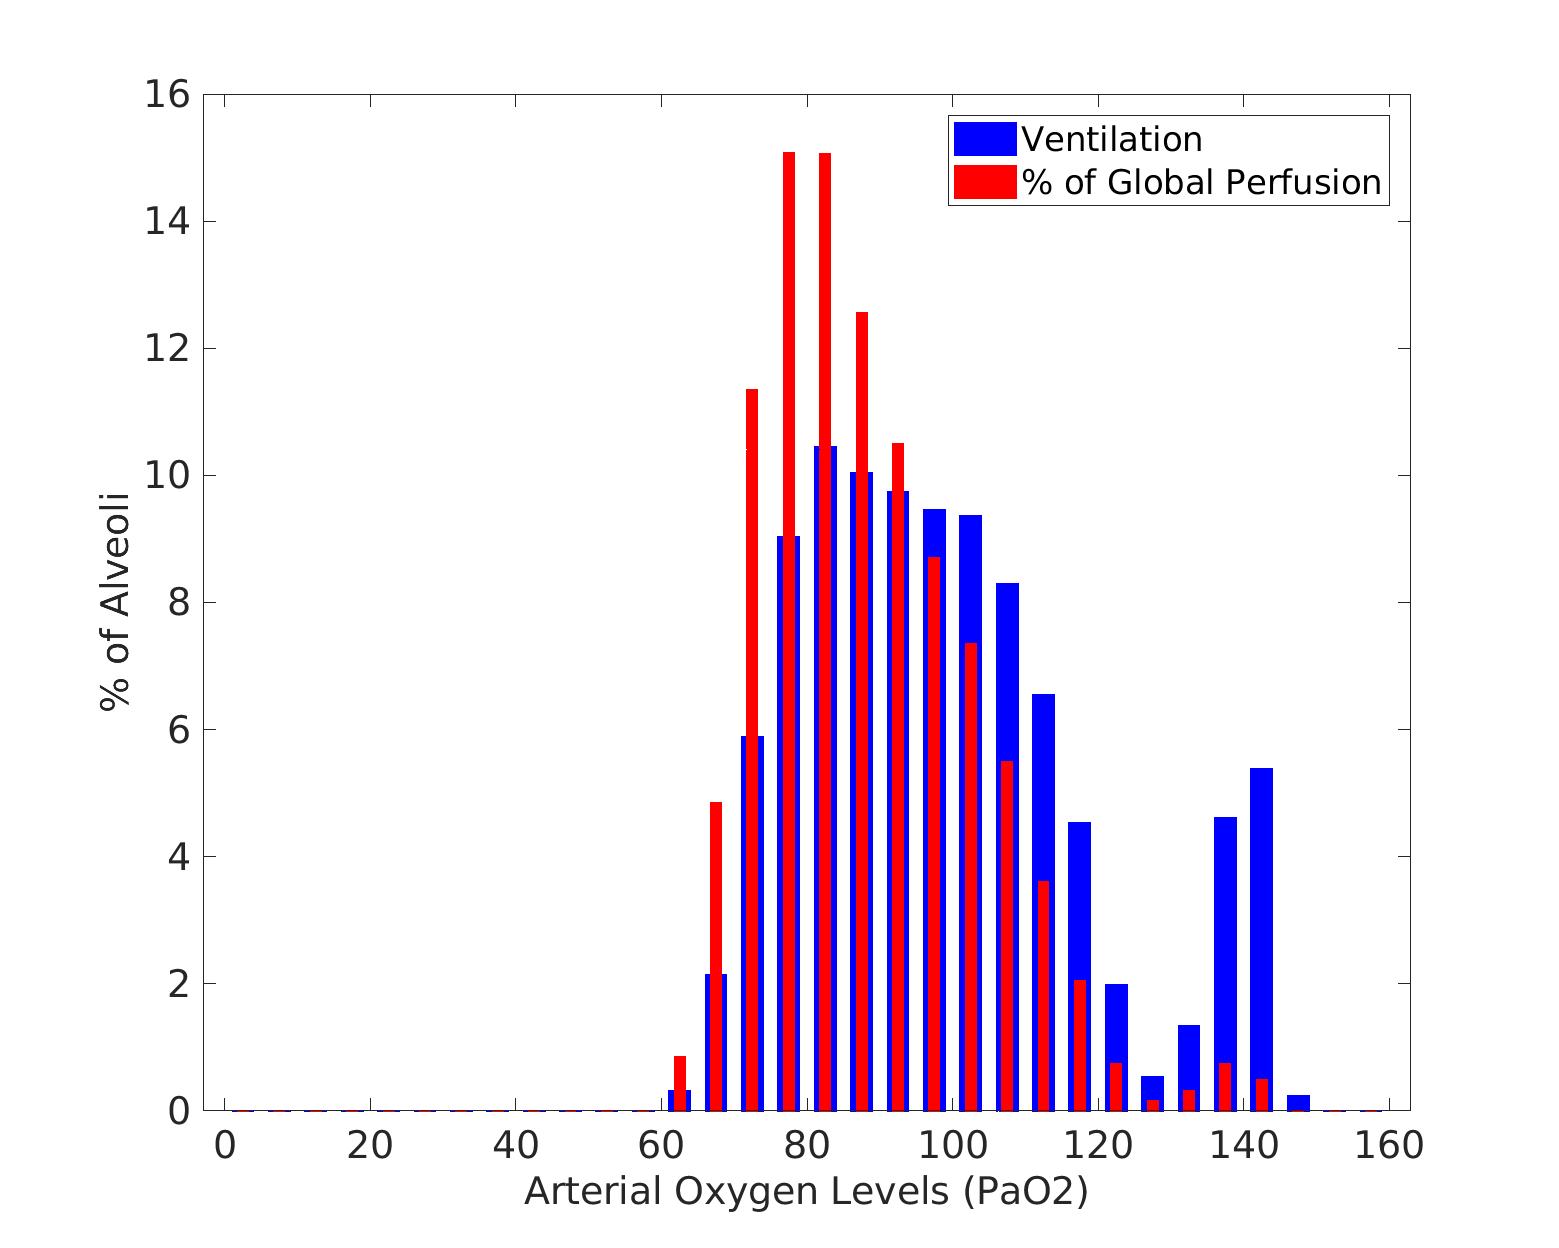 16
14
12
10
8
6
4
2
0
% of Alveoli
Ventilation
% of Global Perfusion
0 20 40 60 80 100 120 140 160
Arterial Oxygen Levels (PaO2)